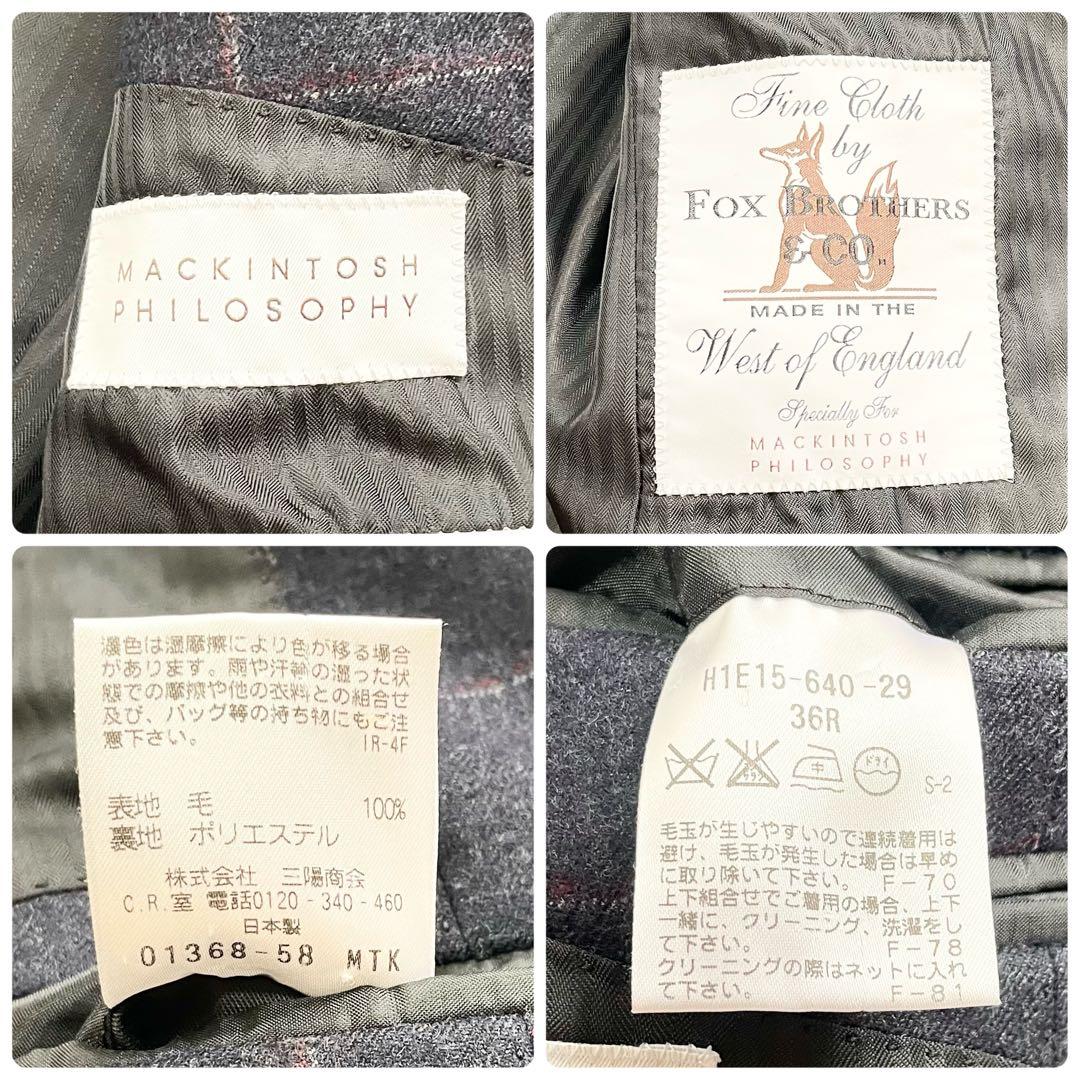 MACKINTOSH
PHILOSOPHY
Fine Cloth
by
FOX BROTHERS
& CO.
MADE IN THE
West of England
Specially For
MACKINTOSH
PHILOSOPHY
濃色は湿摩擦により色が移る場合
があります。雨や汗等の湿った状
態での摩擦や他の衣料との組合せ
及び、バッグ等の持ち物にもご注
意下さい。
IR-4F
表地 毛 100%
裏地 ポリエステル
株式会社 三陽商会
C.R.室 電話0120-340-460
日本製
01368-58 MTK
H1E15-640-29
36R
エンソ サラシ 中 ドライ S-2
毛玉が生じやすいので連続着用は
避け、毛玉が発生した場合は早め
に取り除いて下さい。 F-70
上下組合せでご着用の場合、上下
一緒に、クリーニング、洗濯をし
て下さい。 F-78
クリーニングの際はネットに入れ
て下さい。 F-81